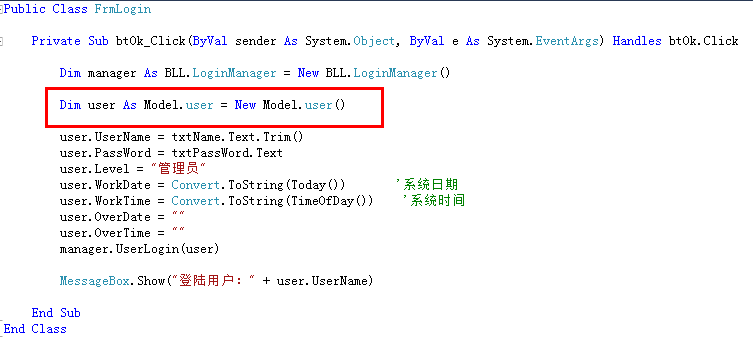 Public Class FrmLogin
Private Sub btOk_Click(ByVal sender As System.Object, ByVal e As System.EventArgs) Handles btOk.Click
Dim manager As BLL.LoginManager = New BLL.LoginManager()
Dim user As Model.user = New Model.user()
user.UserName = txtName.Text.Trim()
user.PassWord = txtPassWord.Text
user.Level = "管理员"
user.WorkDate = Convert.ToString(Today()) '系统日期
user.WorkTime = Convert.ToString(TimeOfDay()) '系统时间
user.OverDate = ""
user.OverTime = ""
manager.UserLogin(user)
MessageBox.Show("登陆用户：" + user.UserName)
End Sub
End Class